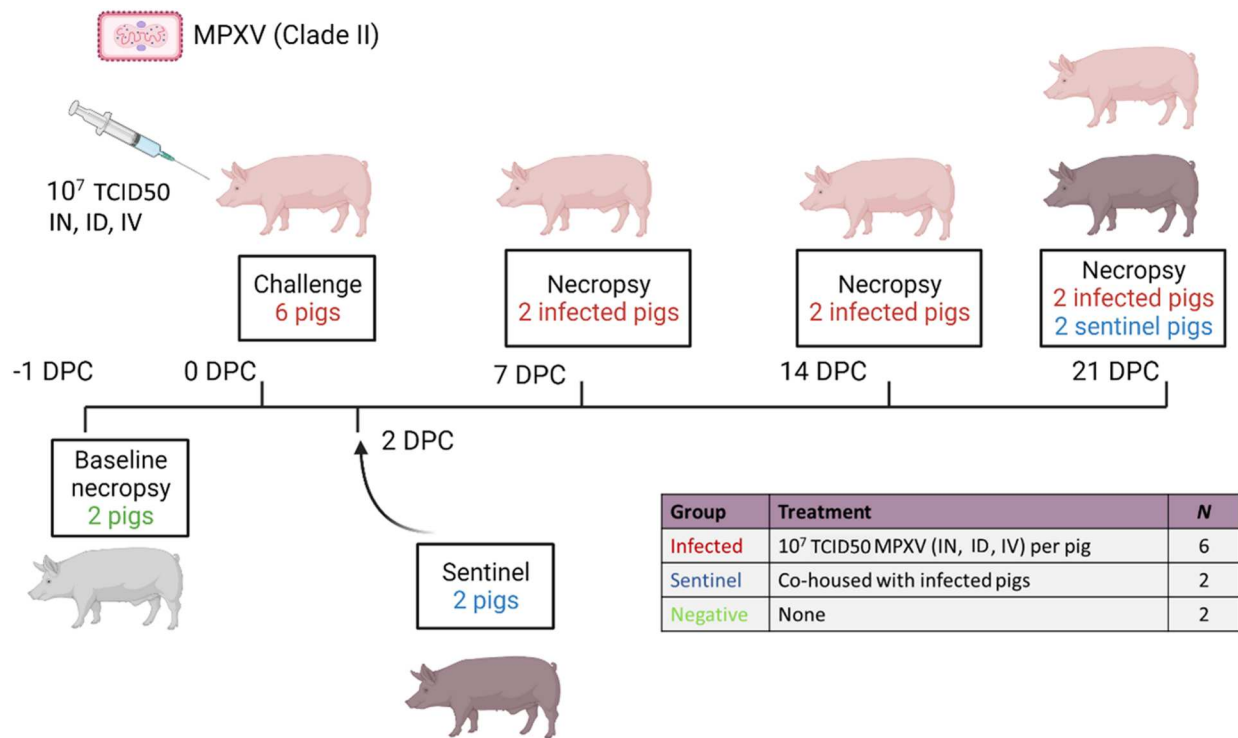 MPXV (Clade II)
10⁷ TCID50
IN, ID, IV
Challenge
6 pigs
Necropsy
2 infected pigs
Necropsy
2 infected pigs
Necropsy
2 infected pigs
2 sentinel pigs
-1 DPC 0 DPC 7 DPC 14 DPC 21 DPC
2 DPC
Baseline
necropsy
2 pigs
Sentinel
2 pigs
Group Treatment N
Infected 10⁷ TCID50 MPXV (IN, ID, IV) per pig 6
Sentinel Co-housed with infected pigs 2
Negative None 2